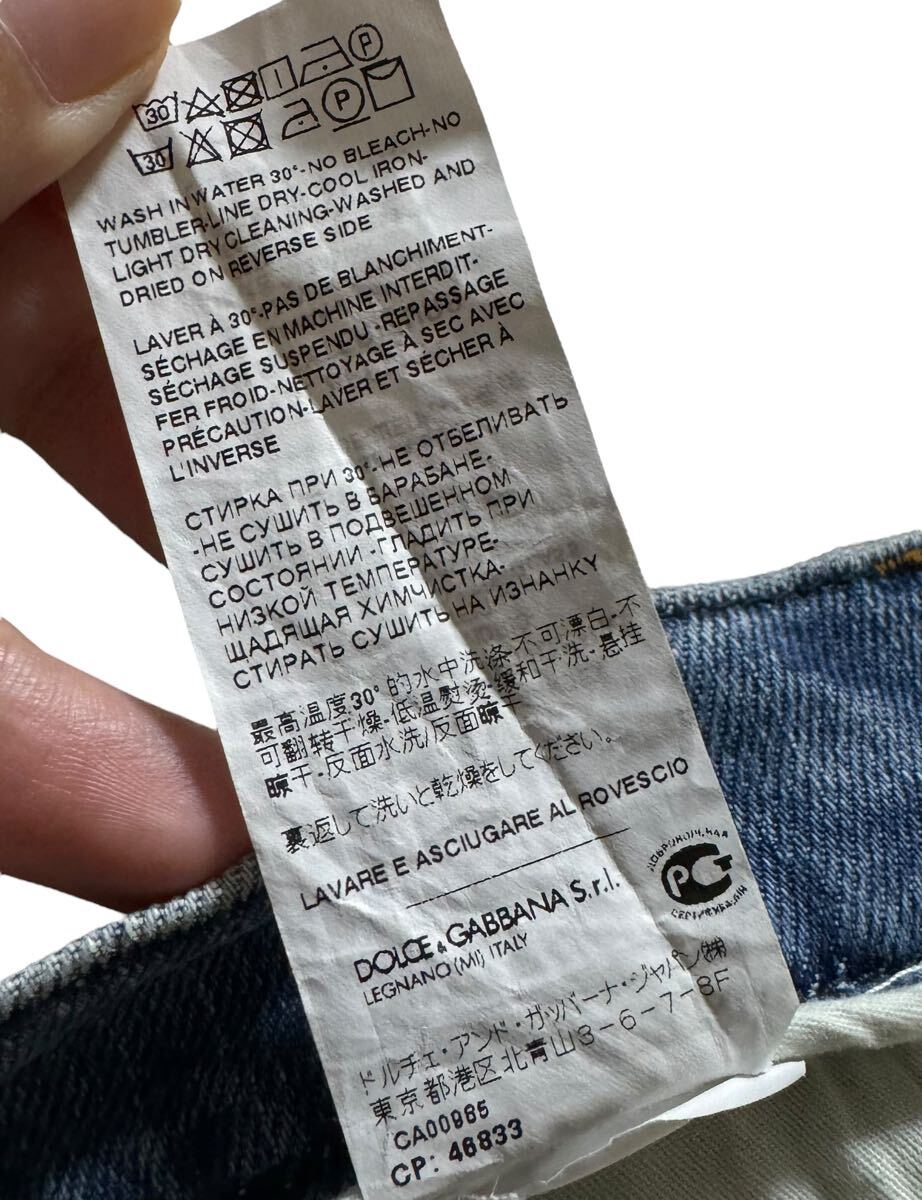 30 P
30 P
WASH IN WATER 30°-NO BLEACH-NO
TUMBLER-LINE DRY-COOL IRON-
LIGHT DRY CLEANING-WASHED AND
DRIED ON REVERSE SIDE
LAVER À 30°-PAS DE BLANCHIMENT-
SÉCHAGE EN MACHINE INTERDIT-
SÉCHAGE SUSPENDU -REPASSAGE
FER FROID-NETTOYAGE À SEC AVEC
PRÉCAUTION-LAVER ET SÉCHER À
L'INVERSE
СТИРКА ПРИ 30°-НЕ ОТБЕЛИВАТЬ
-НЕ СУШИТЬ В БАРАБАНЕ-
СУШИТЬ В ПОДВЕШЕННОМ
СОСТОЯНИИ -ГЛАДИТЬ ПРИ
НИЗКОЙ ТЕМПЕРАТУРЕ-
ЩАДЯЩАЯ ХИМЧИСТКА-
СТИРАТЬ СУШИТЬ НА ИЗНАНКУ
最高温度30°的水中洗涤-不可漂白-不
可翻转干燥-低温熨烫-缓和干洗-悬挂
晾干-反面水洗/反面晾干
裏返して洗いと乾燥をしてください。
LAVARE E ASCIUGARE AL ROVESCIO
DOLCE & GABBANA S.r.l.
LEGNANO (MI) ITALY
PCT
ドルチェ・アンド・ガッバーナ・ジャパン㈱
東京都港区北青山3-6-7-8F
CA00965
CP: 46833